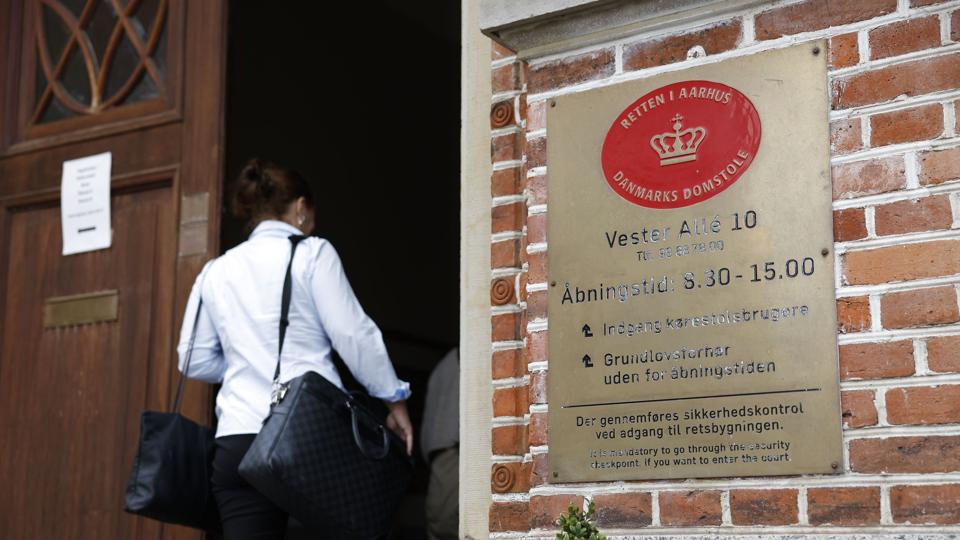 RETTEN I AARHUS
DANMARKS DOMSTOLE
Vester Allé 10
Åbningstid: 8.30 - 15.00
Indgang kørestolsbrugere
Grundlovsforhør
uden for åbningstiden
Der gennemføres sikkerhedskontrol
ved adgang til retsbygningen.
It is mandatory to go through the security
checkpoint, if you want to enter the court.